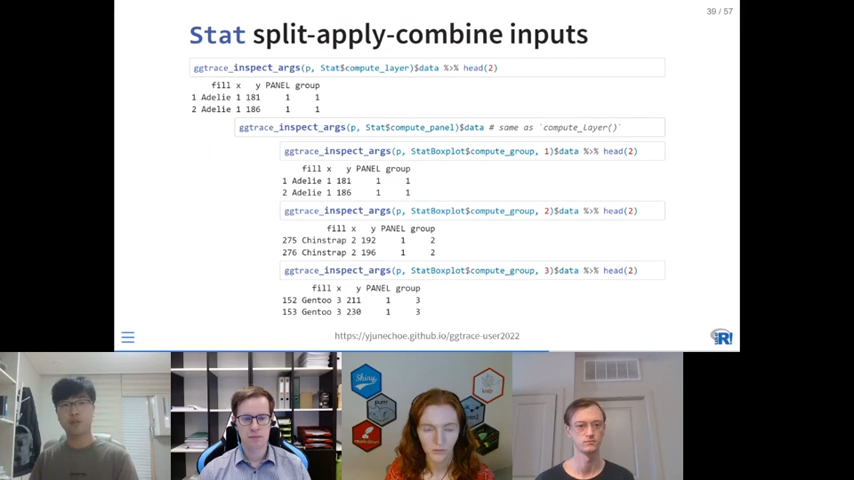 39 / 57
Stat split-apply-combine inputs
ggtrace_inspect_args(p, Stat$compute_layer)$data %>% head(2)
fill x y PANEL group
1 Adelie 1 181 1 1
2 Adelie 1 186 1 1
ggtrace_inspect_args(p, Stat$compute_panel)$data # same as `compute_layer()`
ggtrace_inspect_args(p, StatBoxplot$compute_group, 1)$data %>% head(2)
fill x y PANEL group
1 Adelie 1 181 1 1
2 Adelie 1 186 1 1
ggtrace_inspect_args(p, StatBoxplot$compute_group, 2)$data %>% head(2)
fill x y PANEL group
275 Chinstrap 2 192 1 2
276 Chinstrap 2 196 1 2
ggtrace_inspect_args(p, StatBoxplot$compute_group, 3)$data %>% head(2)
fill x y PANEL group
152 Gentoo 3 211 1 3
153 Gentoo 3 230 1 3
https://yjunechoe.github.io/ggtrace-user2022
R!
Shiny
purrr